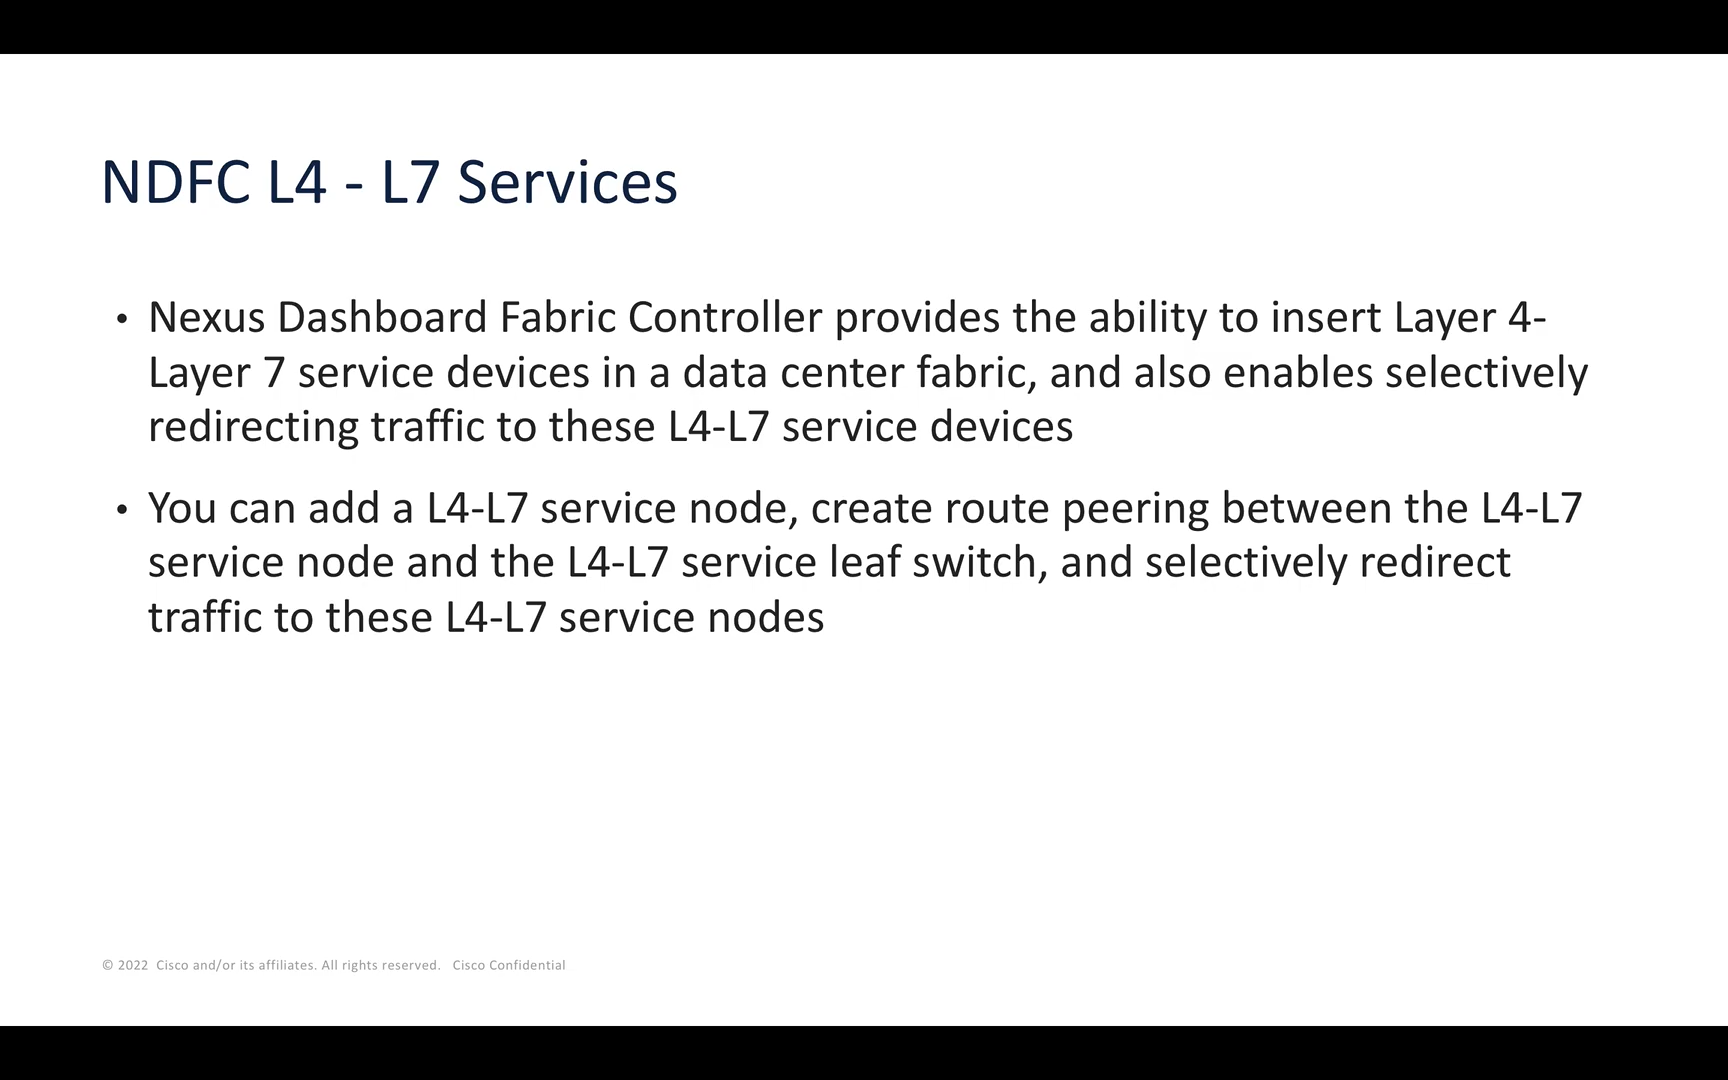 NDFC L4 - L7 Services
• Nexus Dashboard Fabric Controller provides the ability to insert Layer 4-
Layer 7 service devices in a data center fabric, and also enables selectively
redirecting traffic to these L4-L7 service devices
• You can add a L4-L7 service node, create route peering between the L4-L7
service node and the L4-L7 service leaf switch, and selectively redirect
traffic to these L4-L7 service nodes
© 2022 Cisco and/or its affiliates. All rights reserved. Cisco Confidential